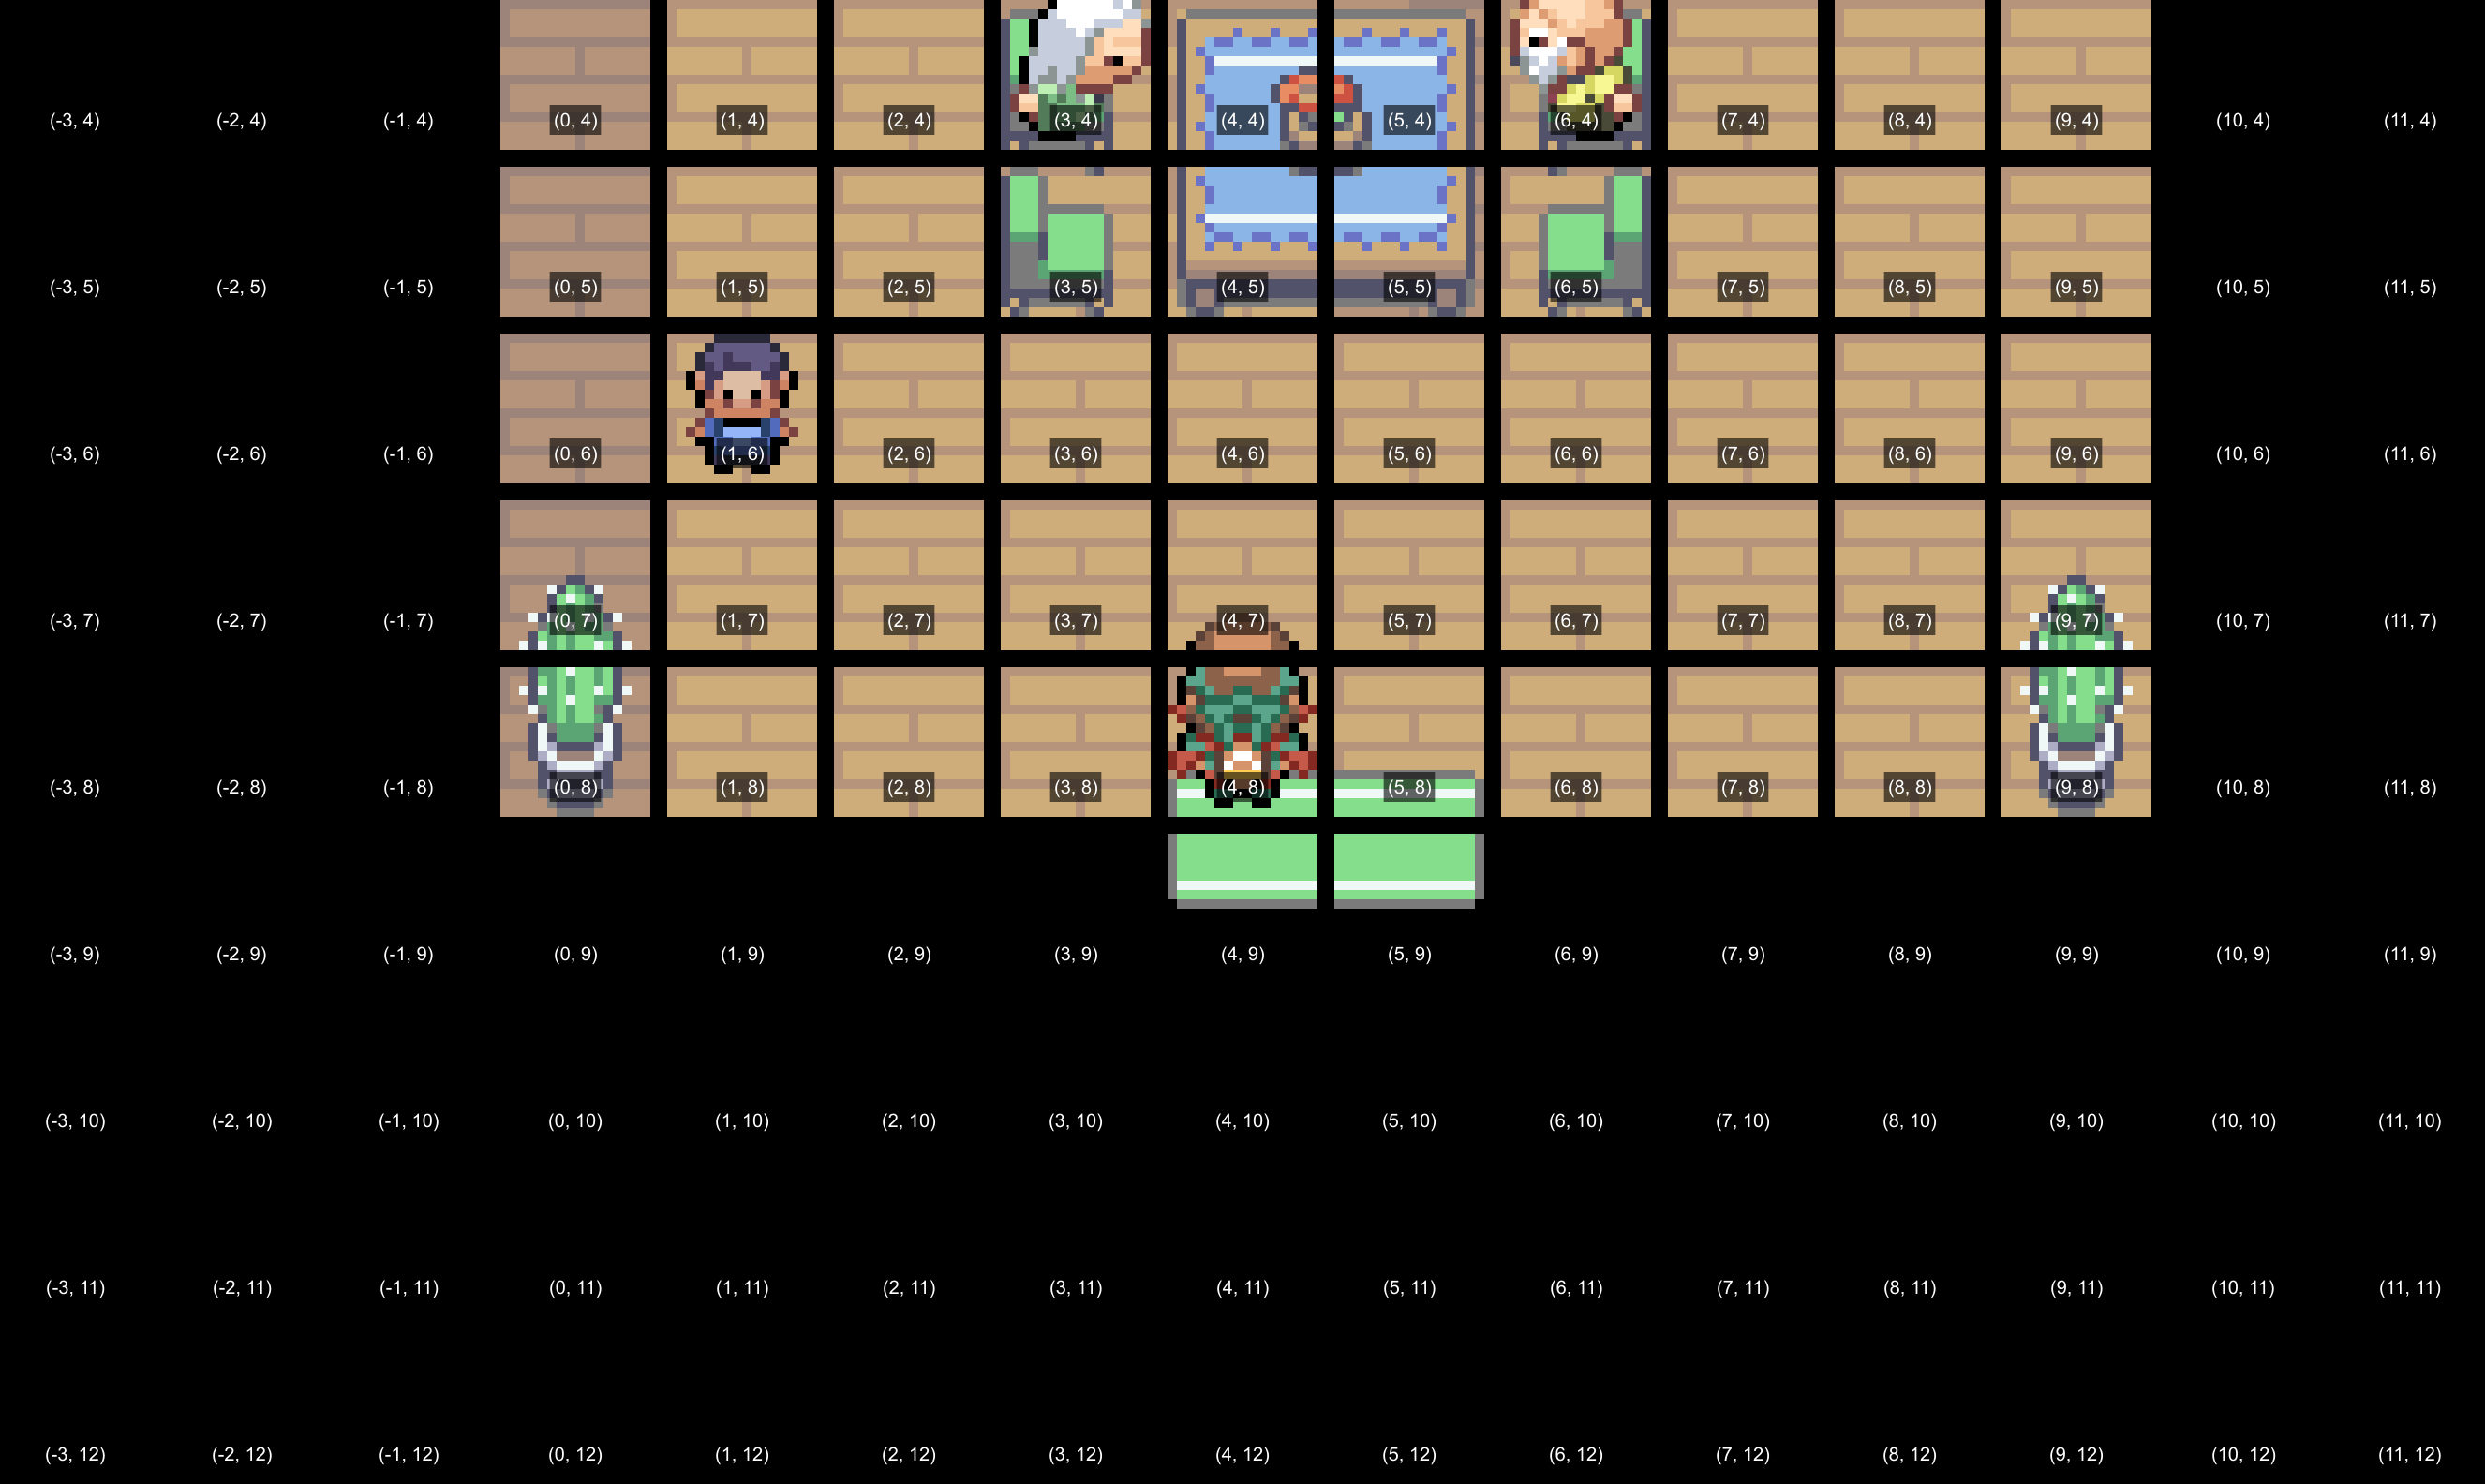 (-3, 4) (-2, 4) (-1, 4) (0, 4) (1, 4) (2, 4) (3, 4) (4, 4) (5, 4) (6, 4) (7, 4) (8, 4) (9, 4) (10, 4) (11, 4)
(-3, 5) (-2, 5) (-1, 5) (0, 5) (1, 5) (2, 5) (3, 5) (4, 5) (5, 5) (6, 5) (7, 5) (8, 5) (9, 5) (10, 5) (11, 5)
(-3, 6) (-2, 6) (-1, 6) (0, 6) (1, 6) (2, 6) (3, 6) (4, 6) (5, 6) (6, 6) (7, 6) (8, 6) (9, 6) (10, 6) (11, 6)
(-3, 7) (-2, 7) (-1, 7) (0, 7) (1, 7) (2, 7) (3, 7) (4, 7) (5, 7) (6, 7) (7, 7) (8, 7) (9, 7) (10, 7) (11, 7)
(-3, 8) (-2, 8) (-1, 8) (0, 8) (1, 8) (2, 8) (3, 8) (4, 8) (5, 8) (6, 8) (7, 8) (8, 8) (9, 8) (10, 8) (11, 8)
(-3, 9) (-2, 9) (-1, 9) (0, 9) (1, 9) (2, 9) (3, 9) (4, 9) (5, 9) (6, 9) (7, 9) (8, 9) (9, 9) (10, 9) (11, 9)
(-3, 10) (-2, 10) (-1, 10) (0, 10) (1, 10) (2, 10) (3, 10) (4, 10) (5, 10) (6, 10) (7, 10) (8, 10) (9, 10) (10, 10) (11, 10)
(-3, 11) (-2, 11) (-1, 11) (0, 11) (1, 11) (2, 11) (3, 11) (4, 11) (5, 11) (6, 11) (7, 11) (8, 11) (9, 11) (10, 11) (11, 11)
(-3, 12) (-2, 12) (-1, 12) (0, 12) (1, 12) (2, 12) (3, 12) (4, 12) (5, 12) (6, 12) (7, 12) (8, 12) (9, 12) (10, 12) (11, 12)